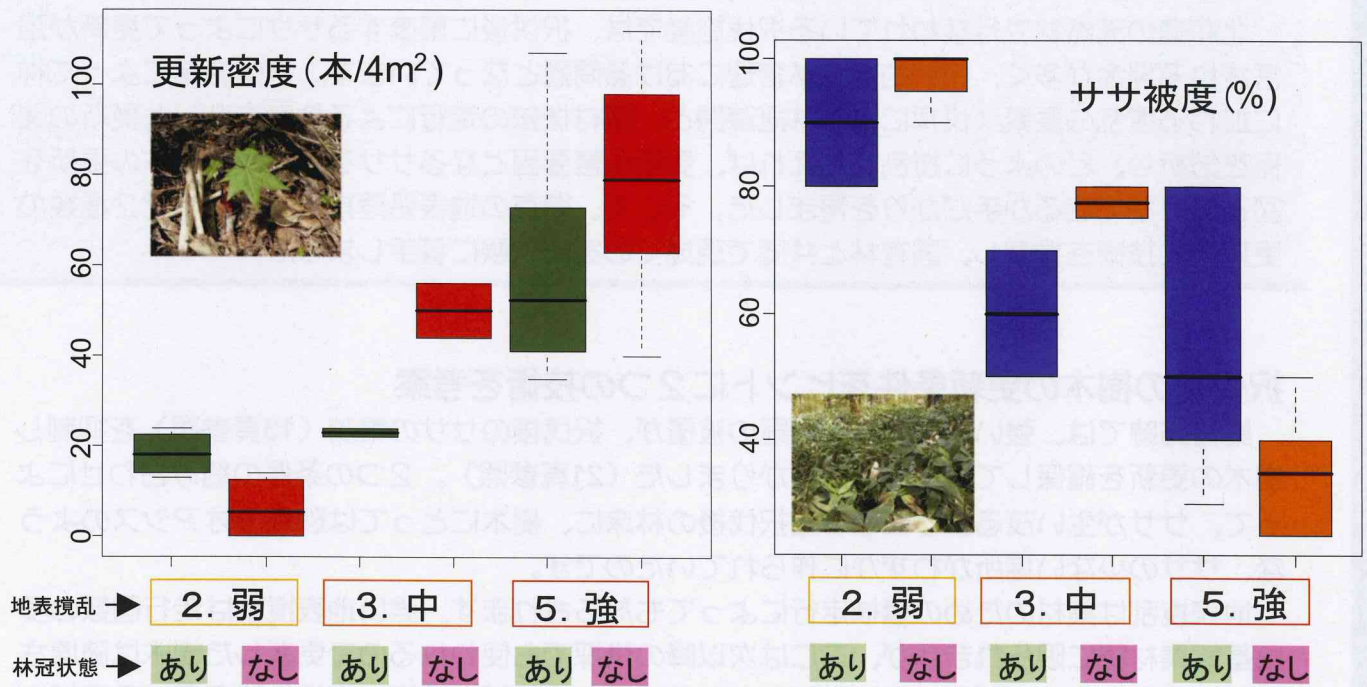 更新密度(本/4m²)
100
80
60
40
20
0
ササ被度(%)
100
80
60
40
地表撹乱 ▶ 2. 弱 3. 中 5. 強 2. 弱 3. 中 5. 強
林冠状態 ▶ あり なし あり なし あり なし あり なし あり なし あり なし